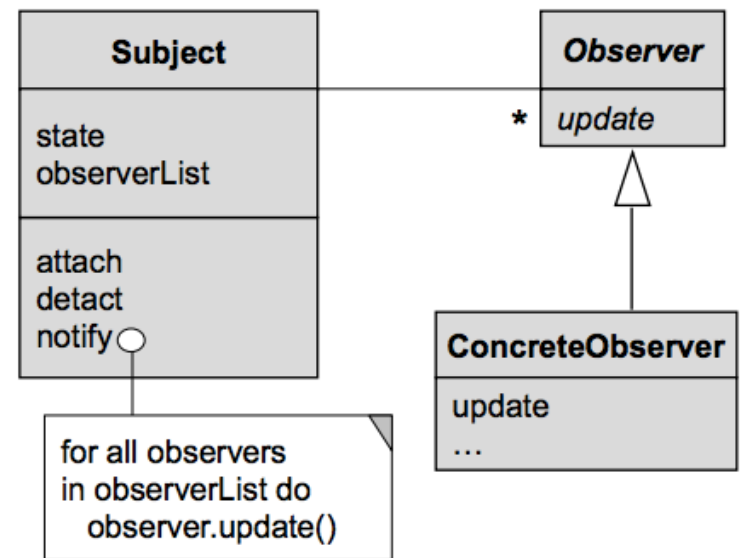 Subject
state
observerList
attach
detact
notify
for all observers
in observerList do
observer.update()
Observer
*
update
ConcreteObserver
update
...